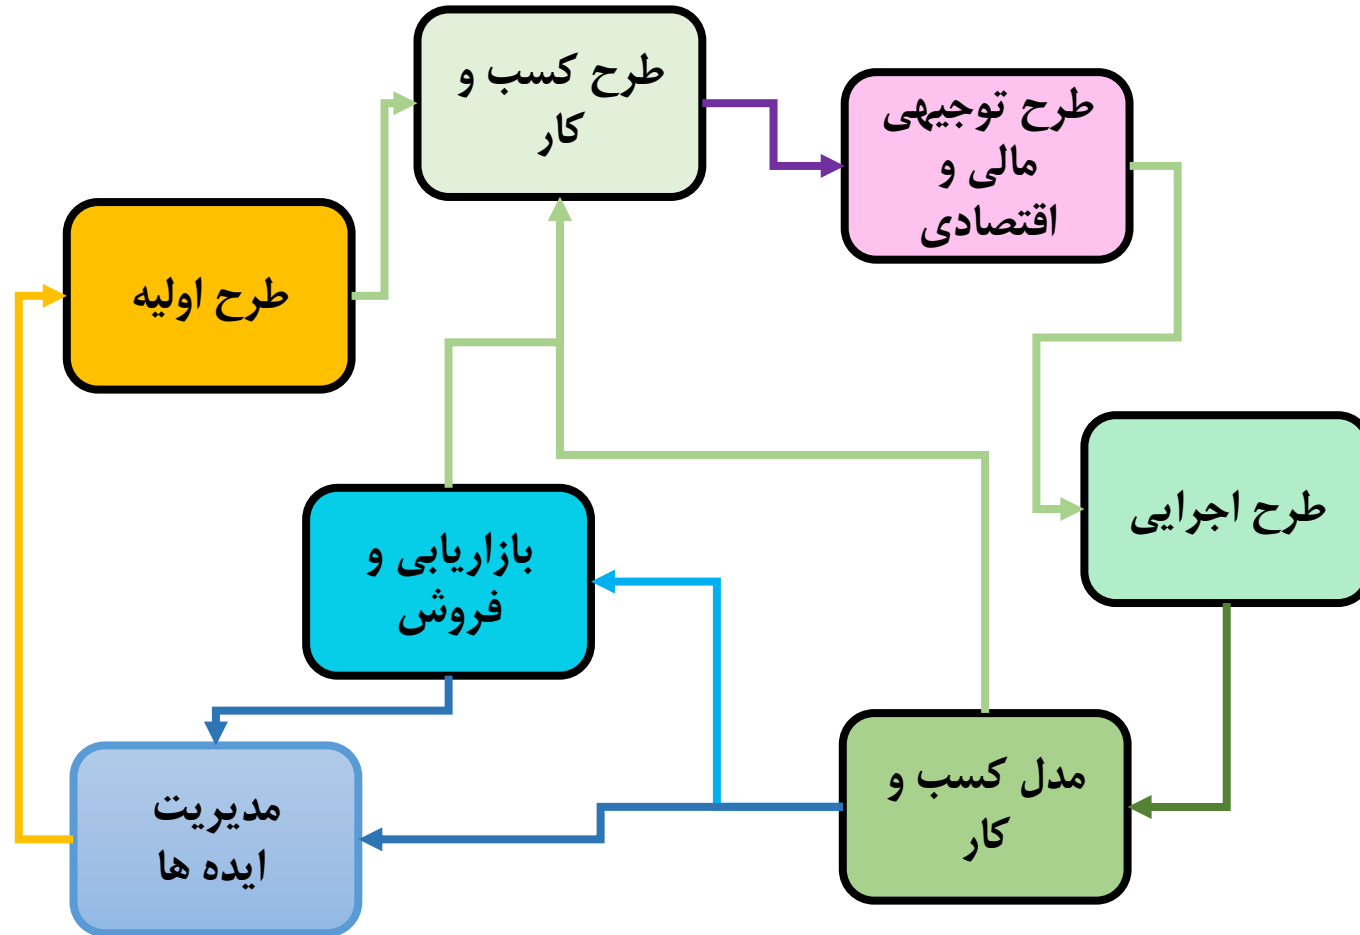 طرح کسب و
کار
طرح توجیهی
مالی و
اقتصادی
طرح اولیه
طرح اجرایی
بازاریابی و
فروش
مدل کسب و
کار
مدیریت
ایده ها